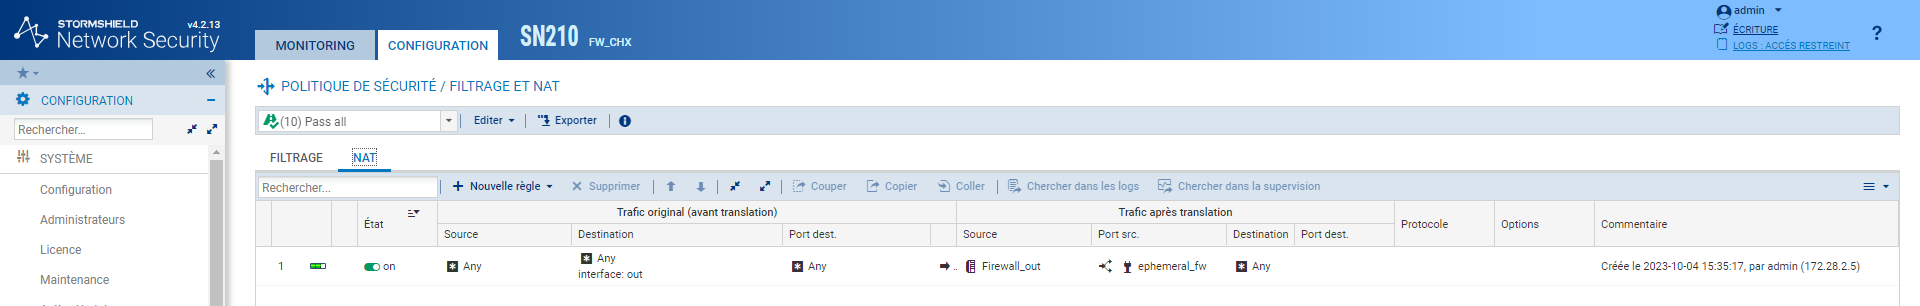 STORMSHIELD v4.2.13
Network Security
MONITORING
CONFIGURATION
SN210 FW_CHX
admin
ÉCRITURE
LOGS : ACCÉS RESTREINT
?
CONFIGURATION
Rechercher...
SYSTÈME
Configuration
Administrateurs
Licence
Maintenance
POLITIQUE DE SÉCURITÉ / FILTRAGE ET NAT
(10) Pass all
Editer
Exporter
FILTRAGE
NAT
Rechercher...
Nouvelle règle
Supprimer
Couper
Copier
Coller
Chercher dans les logs
Chercher dans la supervision
État
Trafic original (avant translation)
Trafic après translation
Protocole
Options
Commentaire
Source
Destination
Port dest.
Source
Port src.
Destination
Port dest.
1
on
Any
Any
interface: out
Any
..
Firewall_out
ephemeral_fw
Any
Créée le 2023-10-04 15:35:17, par admin (172.28.2.5)